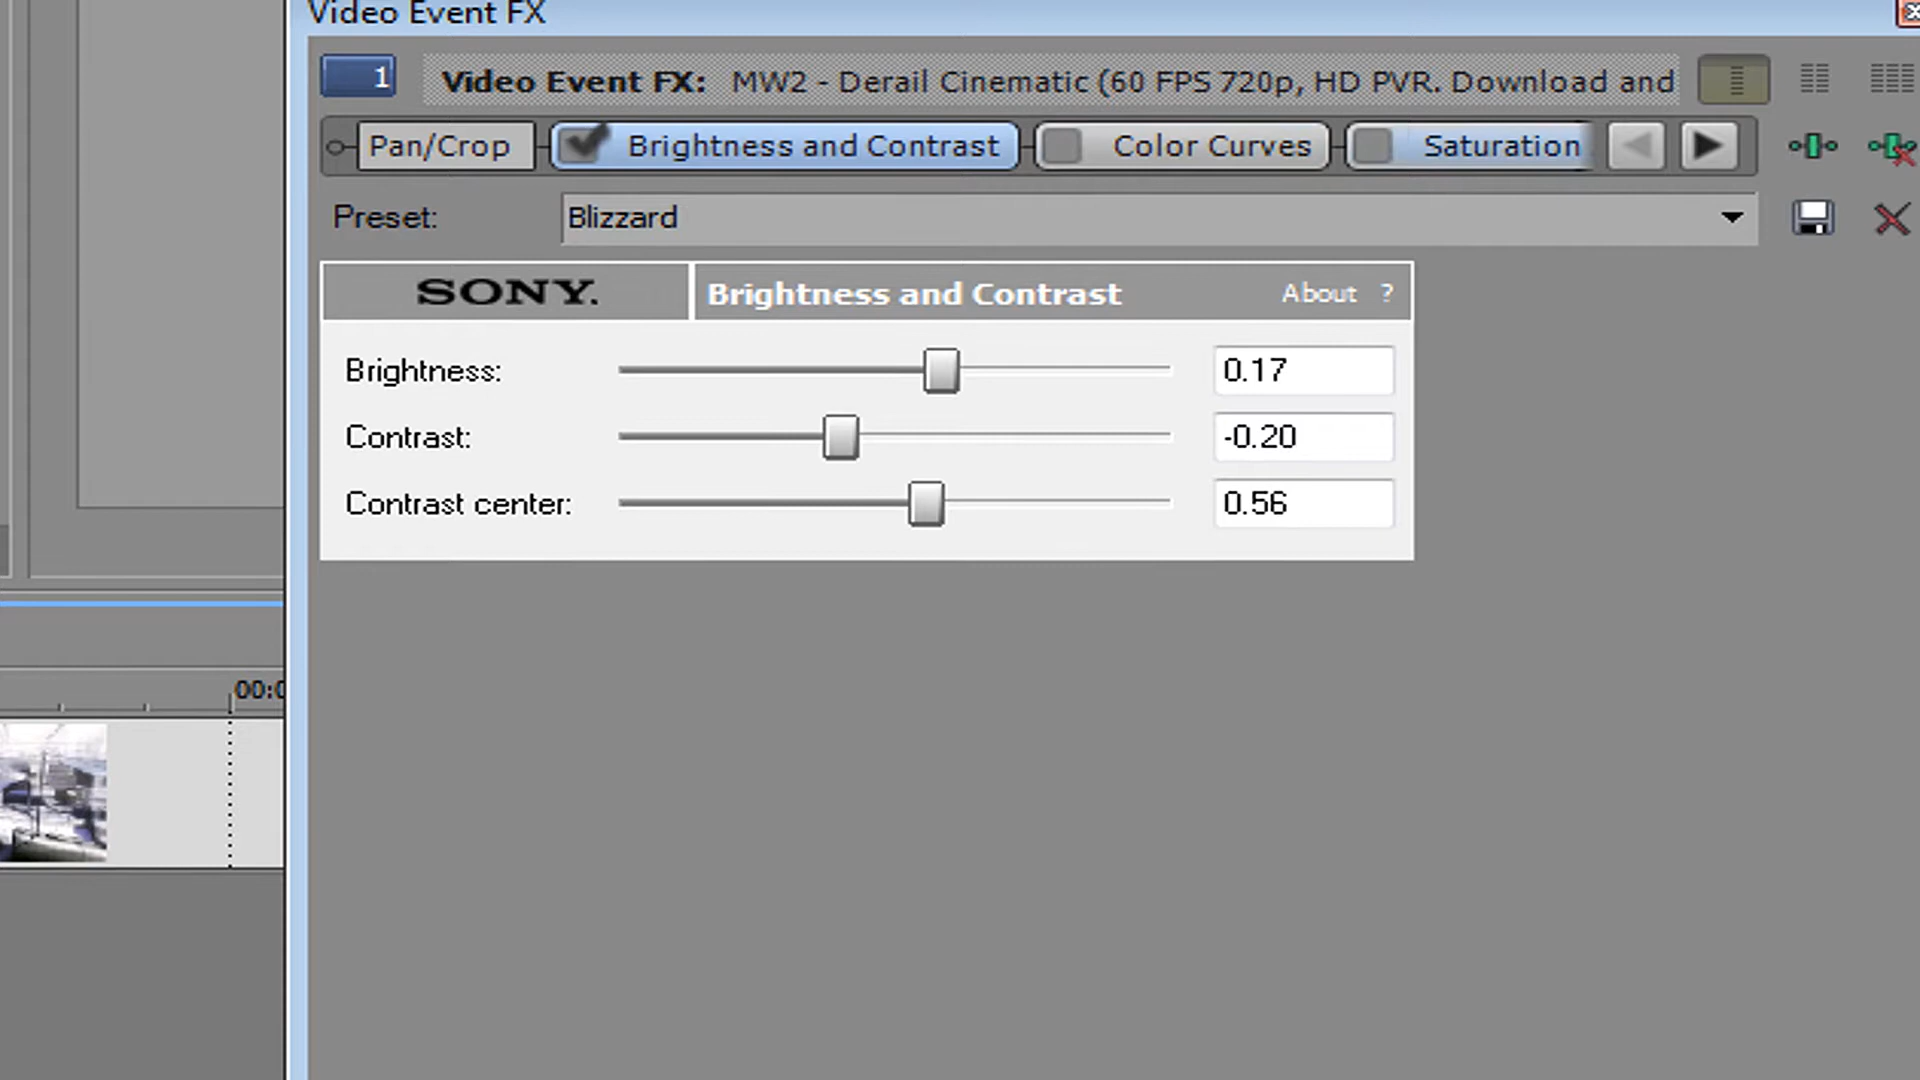 Video Event FX
1 Video Event FX: MW2 - Derail Cinematic (60 FPS 720p, HD PVR. Download and
Pan/Crop Brightness and Contrast Color Curves Saturation
Preset: Blizzard
SONY. Brightness and Contrast About ?
Brightness: 0.17
Contrast: -0.20
Contrast center: 0.56
00:0